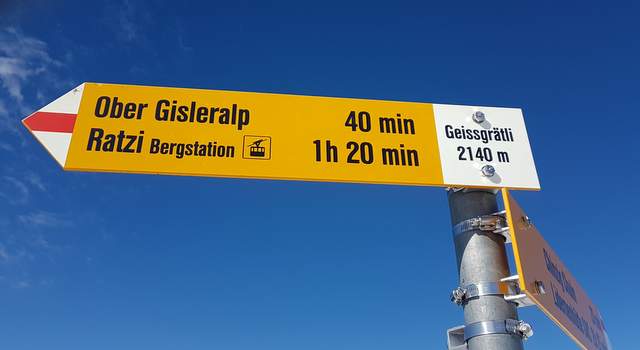 Ober Gisleralp 40 min
Ratzi Bergstation 1h 20 min
Geissgrätli
2140 m